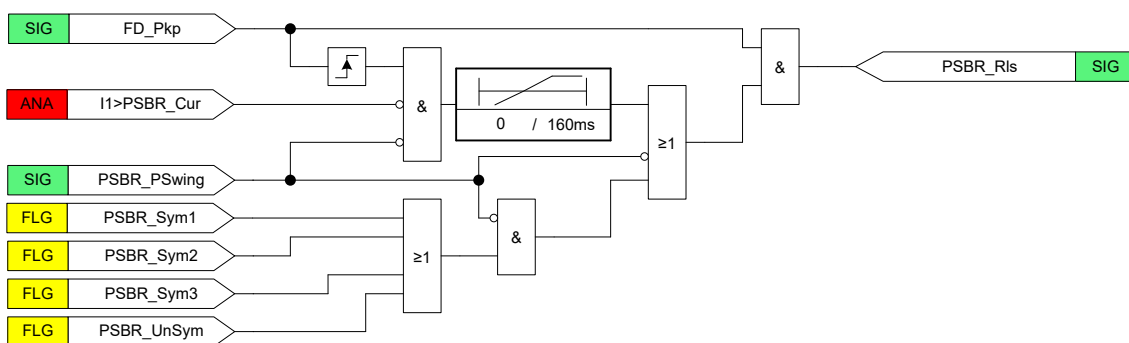 SIG FD_Pkp
ANA I1>PSBR_Cur
&
0 / 160ms
≥1
&
PSBR_Rls SIG
SIG PSBR_PSwing
FLG PSBR_Sym1
FLG PSBR_Sym2
FLG PSBR_Sym3
FLG PSBR_UnSym
≥1
&